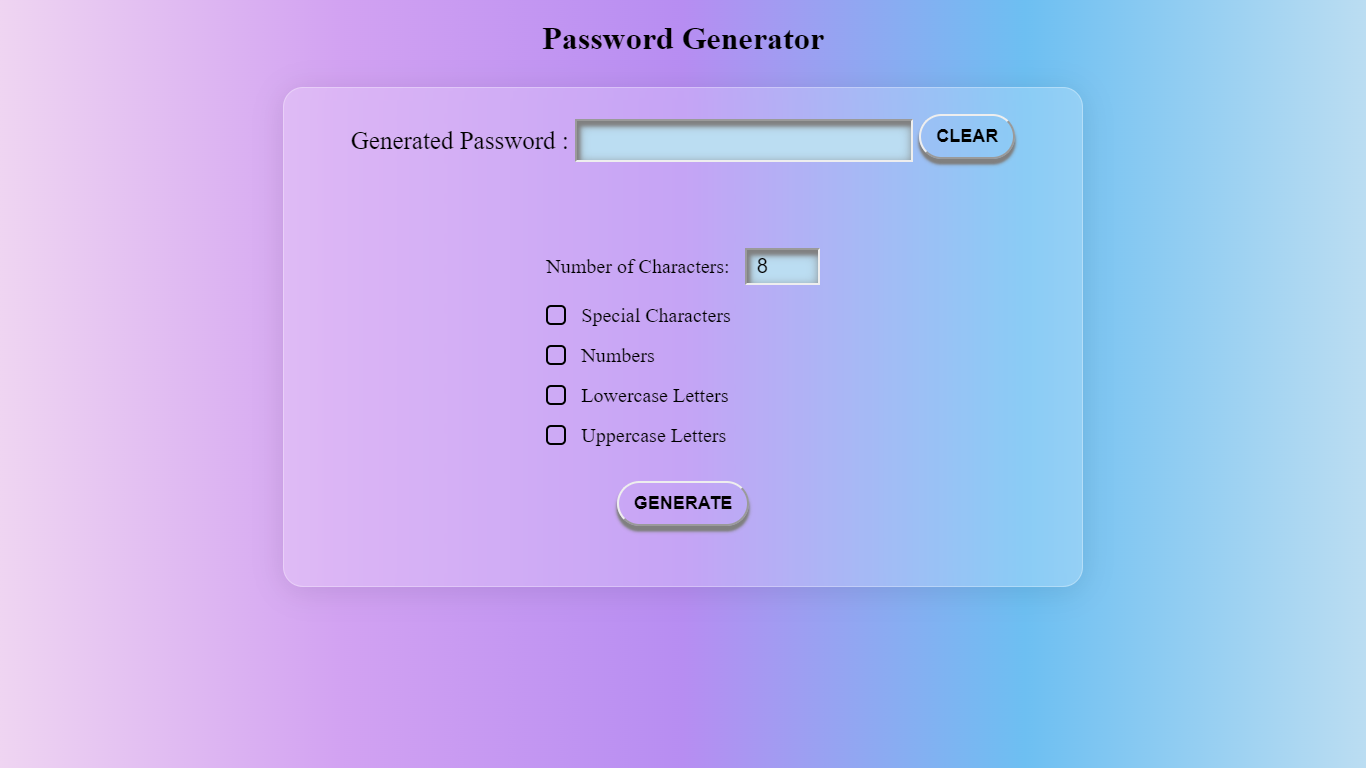 Password Generator
Generated Password : CLEAR
Number of Characters: 8
Special Characters
Numbers
Lowercase Letters
Uppercase Letters
GENERATE